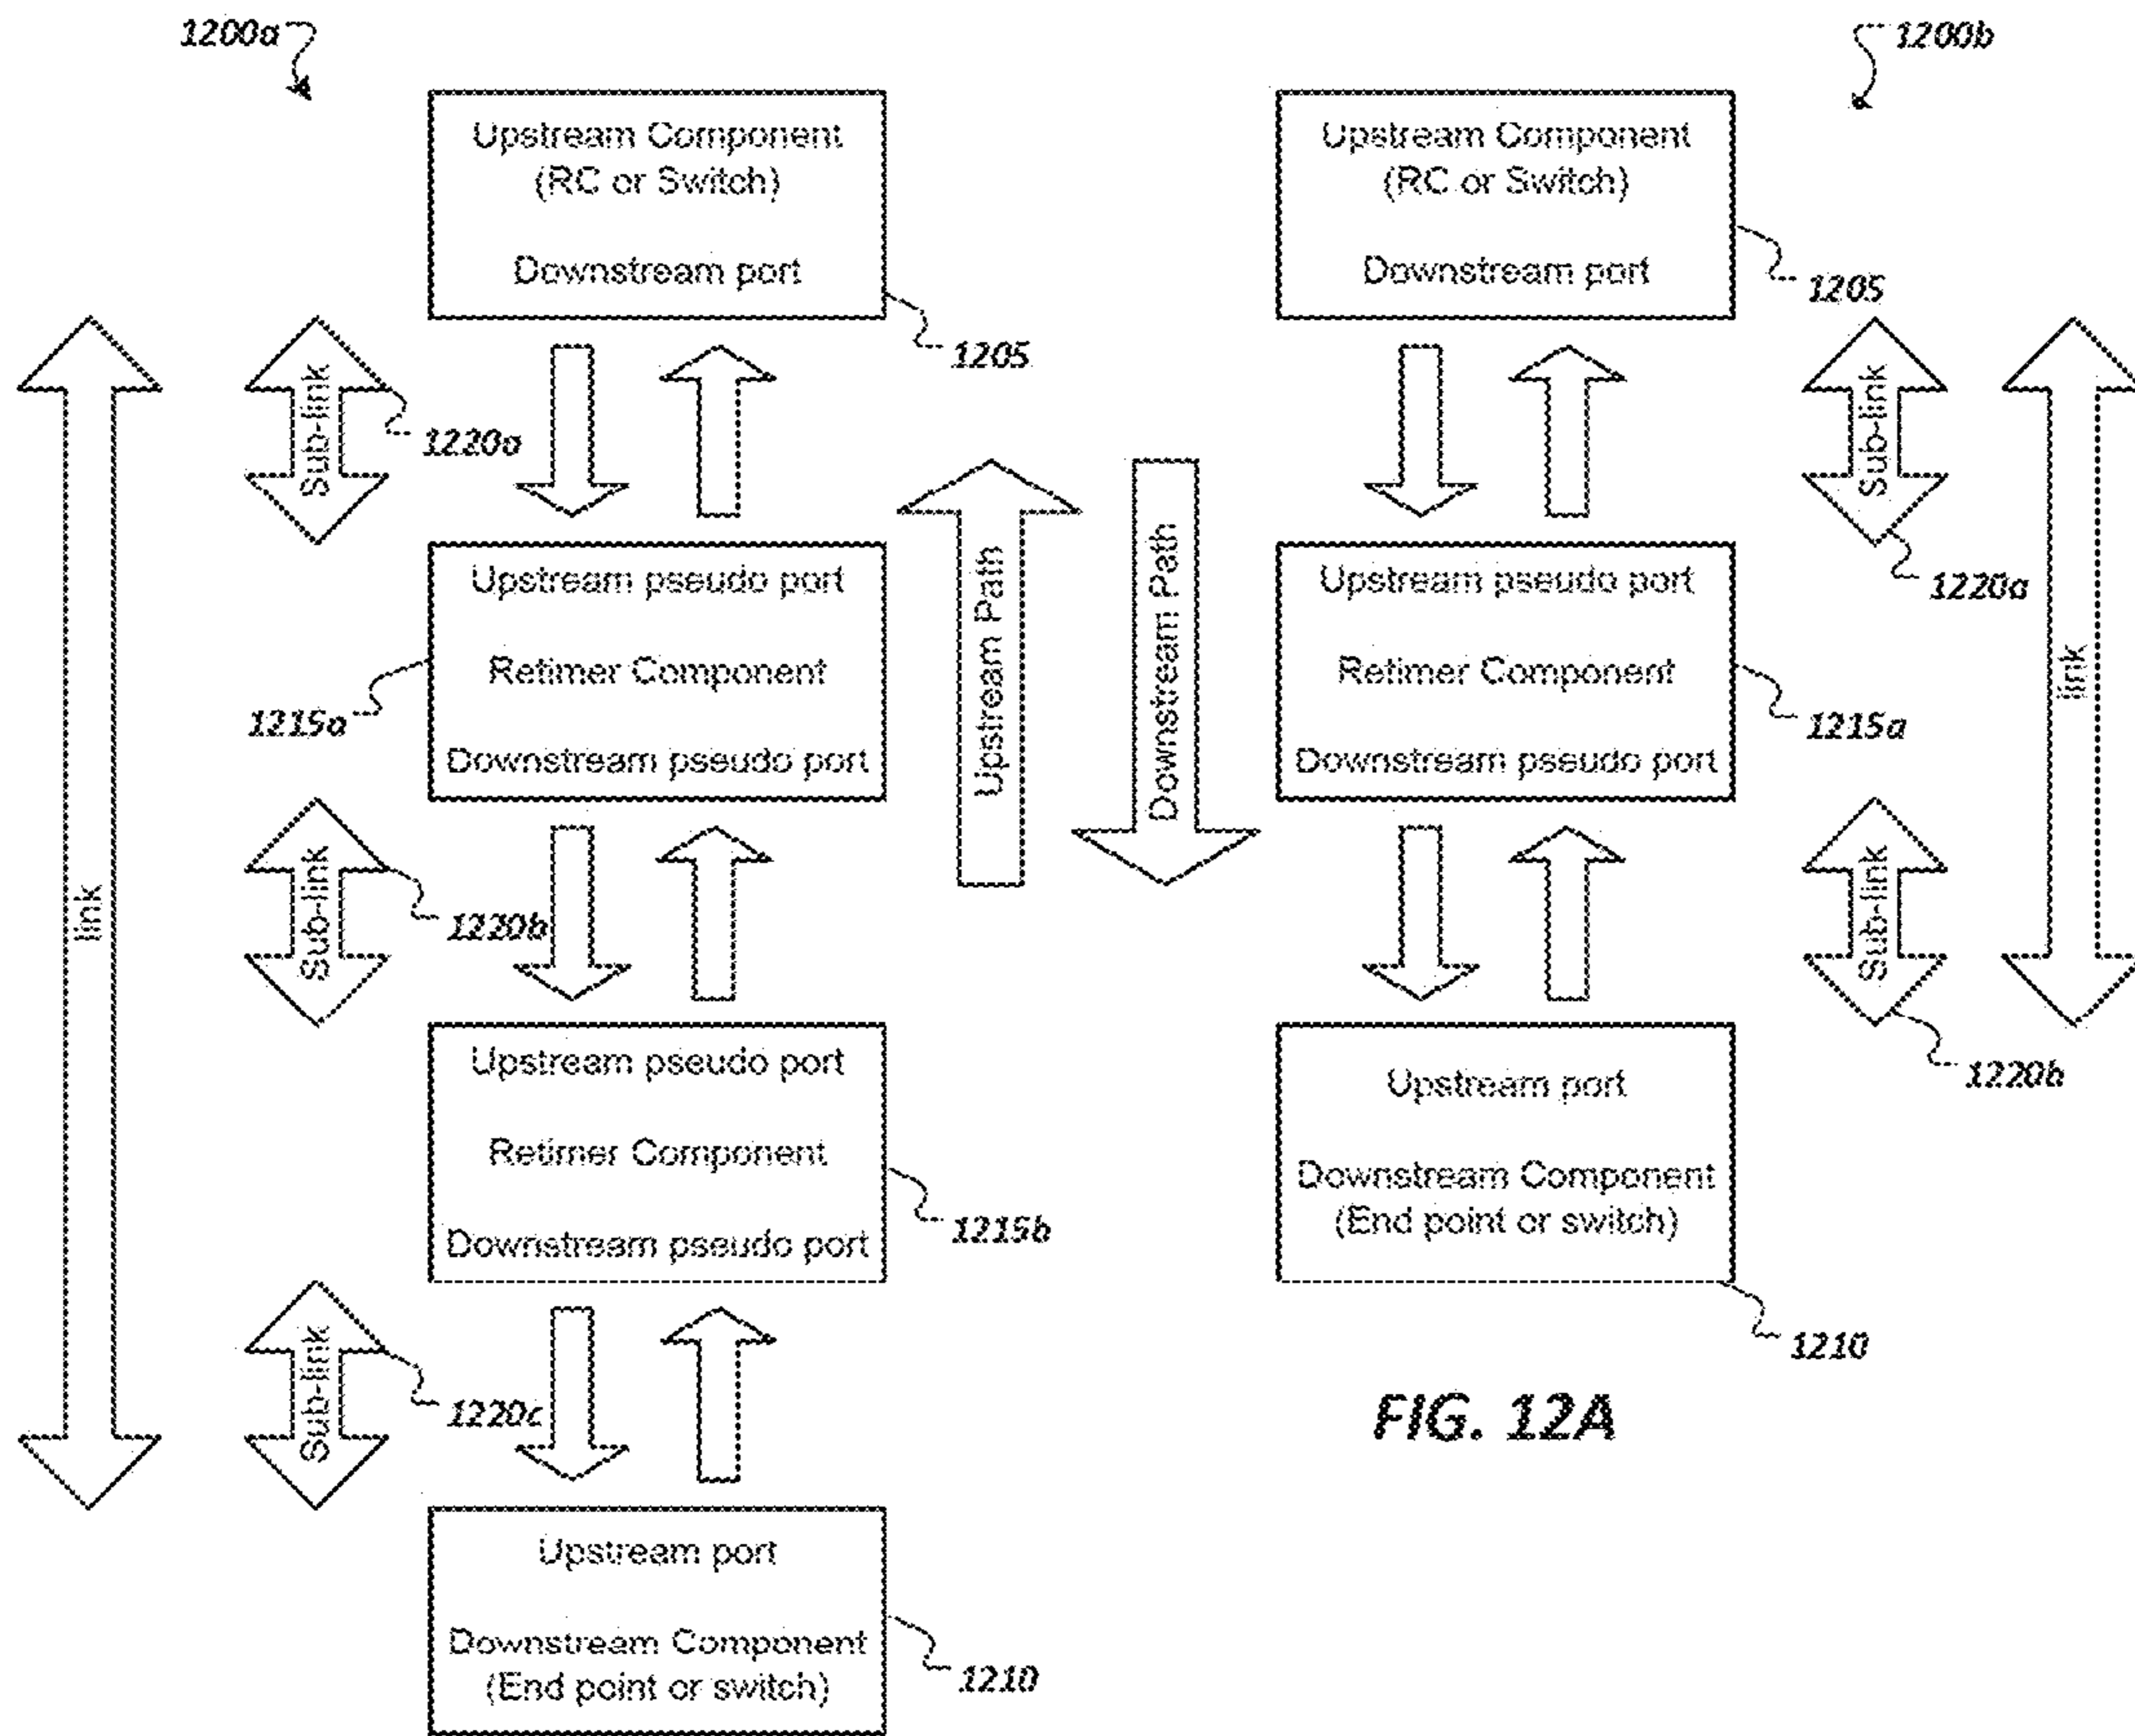 1200a
Upstream Component
(RC or Switch)
Downstream port
1205
link
Sub-link
1220a
Upstream pseudo port
Retimer Component
Downstream pseudo port
1215a
Sub-link
1220b
Upstream pseudo port
Retimer Component
Downstream pseudo port
1215b
Sub-link
1220c
Upstream port
Downstream Component
(End point or switch)
1210
Upstream Path
Downstream Path
1200b
Upstream Component
(RC or Switch)
Downstream port
1205
Sub-link
1220a
link
Upstream pseudo port
Retimer Component
Downstream pseudo port
1215a
Sub-link
1220b
Upstream port
Downstream Component
(End point or switch)
1210
FIG. 12A